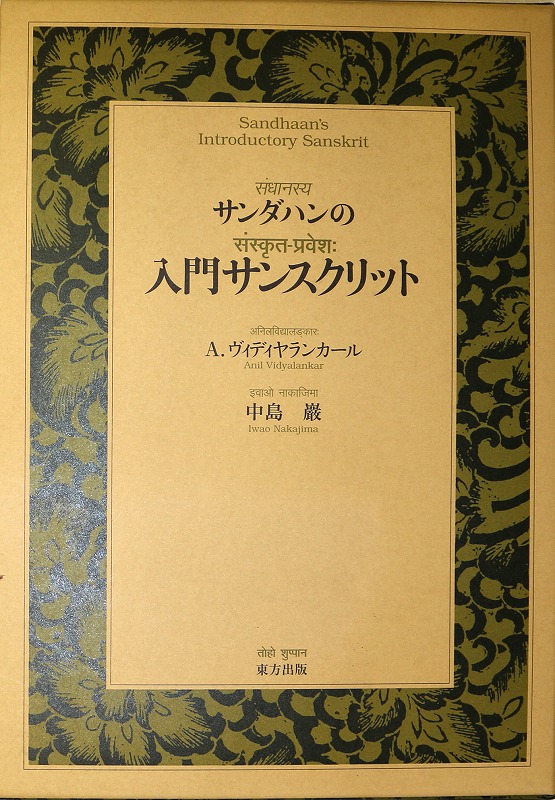 Sandhaan's
Introductory Sanskrit
संधानस्य
サンダハンの
संस्कृत-प्रवेशः
入門サンスクリット
अनिलविद्यालङ्कारः
A. ヴィディヤランカール
Anil Vidyalankar
इवाओ नाकाजिमा
中島 巖
Iwao Nakajima
तोहो शुप्पान
東方出版